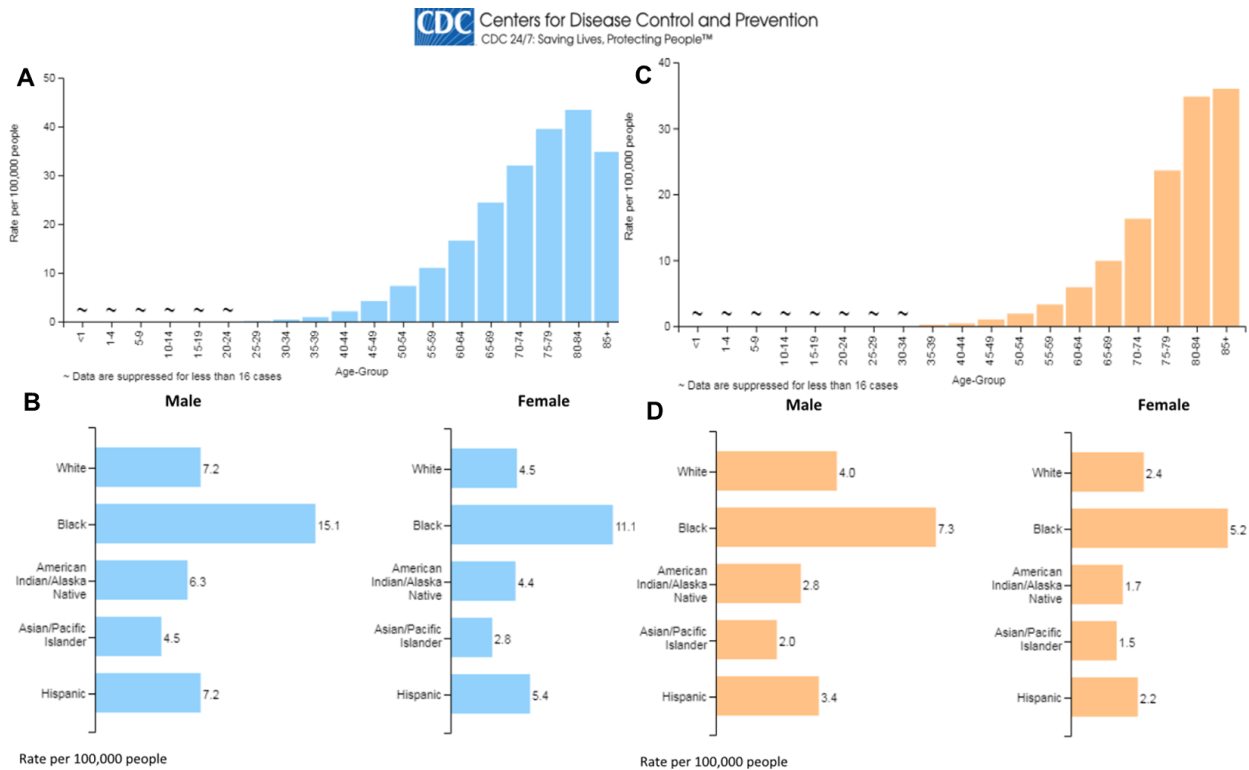 CDC Centers for Disease Control and Prevention
CDC 24/7: Saving Lives, Protecting People™
A
50
40
30
20
10
0
Rate per 100,000 people
~ ~ ~ ~ ~ ~
<1 1-4 5-9 10-14 15-19 20-24 25-29 30-34 35-39 40-44 45-49 50-54 55-59 60-64 65-69 70-74 75-79 80-84 85+
Age-Group
~ Data are suppressed for less than 16 cases
C
40
30
20
10
0
Rate per 100,000 people
~ ~ ~ ~ ~ ~ ~ ~
<1 1-4 5-9 10-14 15-19 20-24 25-29 30-34 35-39 40-44 45-49 50-54 55-59 60-64 65-69 70-74 75-79 80-84 85+
Age-Group
~ Data are suppressed for less than 16 cases
B
Male
White 7.2
Black 15.1
American
Indian/Alaska 6.3
Native
Asian/Pacific 4.5
Islander
Hispanic 7.2
Female
White 4.5
Black 11.1
American
Indian/Alaska 4.4
Native
Asian/Pacific 2.8
Islander
Hispanic 5.4
Rate per 100,000 people
D
Male
White 4.0
Black 7.3
American
Indian/Alaska 2.8
Native
Asian/Pacific 2.0
Islander
Hispanic 3.4
Female
White 2.4
Black 5.2
American
Indian/Alaska 1.7
Native
Asian/Pacific 1.5
Islander
Hispanic 2.2
Rate per 100,000 people